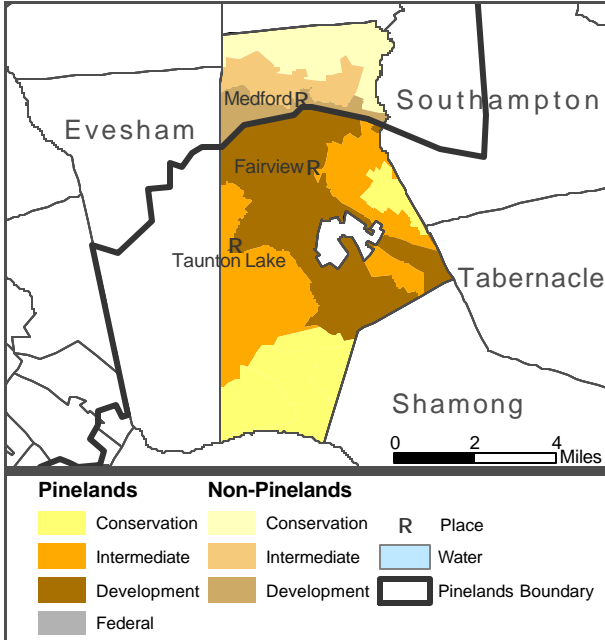 Medford R
Southampton
Evesham
Fairview R
R
Taunton Lake
Tabernacle
Shamong
0 2 4
Miles
Pinelands Non-Pinelands
Conservation Conservation R Place
Intermediate Intermediate Water
Development Development Pinelands Boundary
Federal